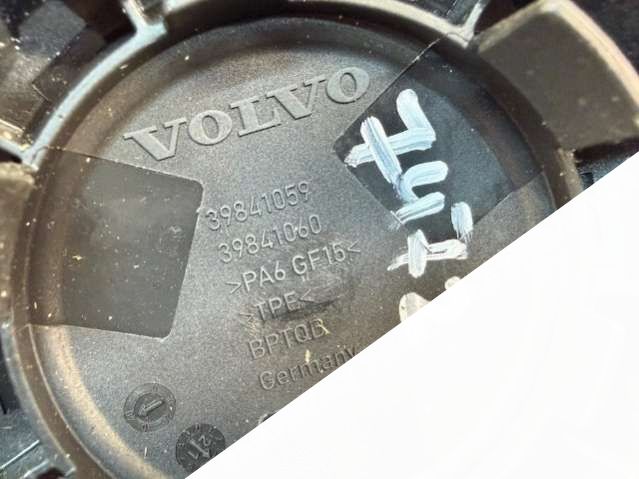 VOLVO
39841059
39841060
>PA6 GF15<
>TPE<
BPTQB
Germany